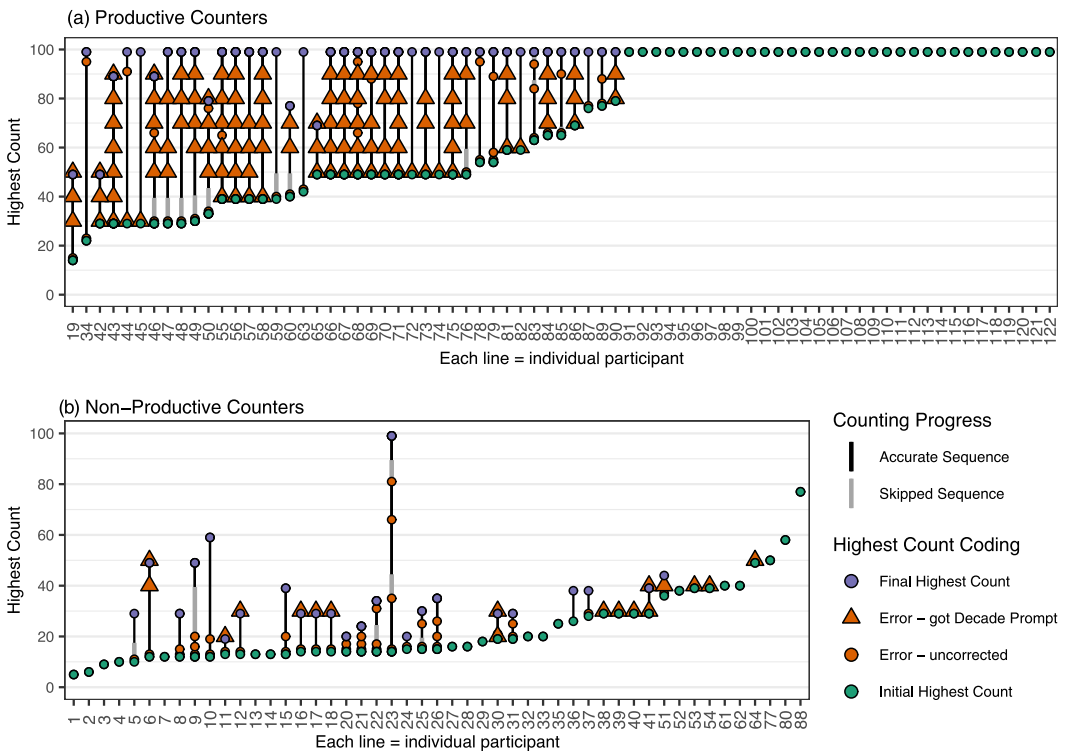 (a) Productive Counters
Highest Count
100
80
60
40
20
0
19 34 42 43 44 45 46 47 48 49 50 55 56 57 58 59 60 63 65 66 67 68 69 70 71 72 73 74 75 76 78 79 81 82 83 84 85 86 87 89 90 91 92 93 94 95 96 97 98 99 100 101 102 103 104 105 106 107 108 109 110 111 112 113 114 115 116 117 118 119 120 121 122
Each line = individual participant
(b) Non−Productive Counters
Highest Count
100
80
60
40
20
0
1 2 3 4 5 6 7 8 9 10 11 12 13 15 16 17 18 20 21 22 23 24 25 26 27 28 29 30 31 32 33 35 36 37 38 39 40 41 51 52 53 54 61 62 64 77 80 88
Each line = individual participant
Counting Progress
Accurate Sequence
Skipped Sequence
Highest Count Coding
Final Highest Count
Error − got Decade Prompt
Error − uncorrected
Initial Highest Count